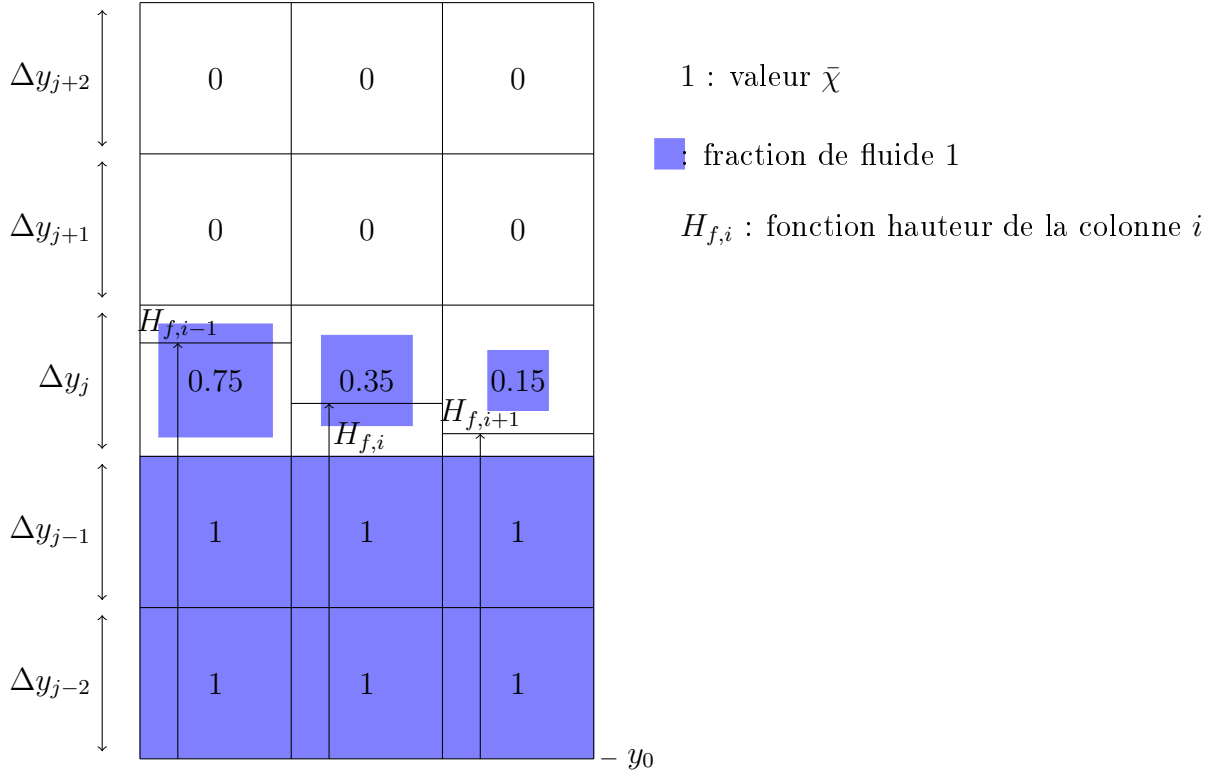 Δy_{j+2} 0 0 0
1 : valeur χ̄
: fraction de fluide 1
Δy_{j+1} 0 0 0
H_{f,i} : fonction hauteur de la colonne i
H_{f,i−1}
Δy_j 0.75 0.35 0.15
H_{f,i+1}
H_{f,i}
Δy_{j−1} 1 1 1
Δy_{j−2} 1 1 1
y_0